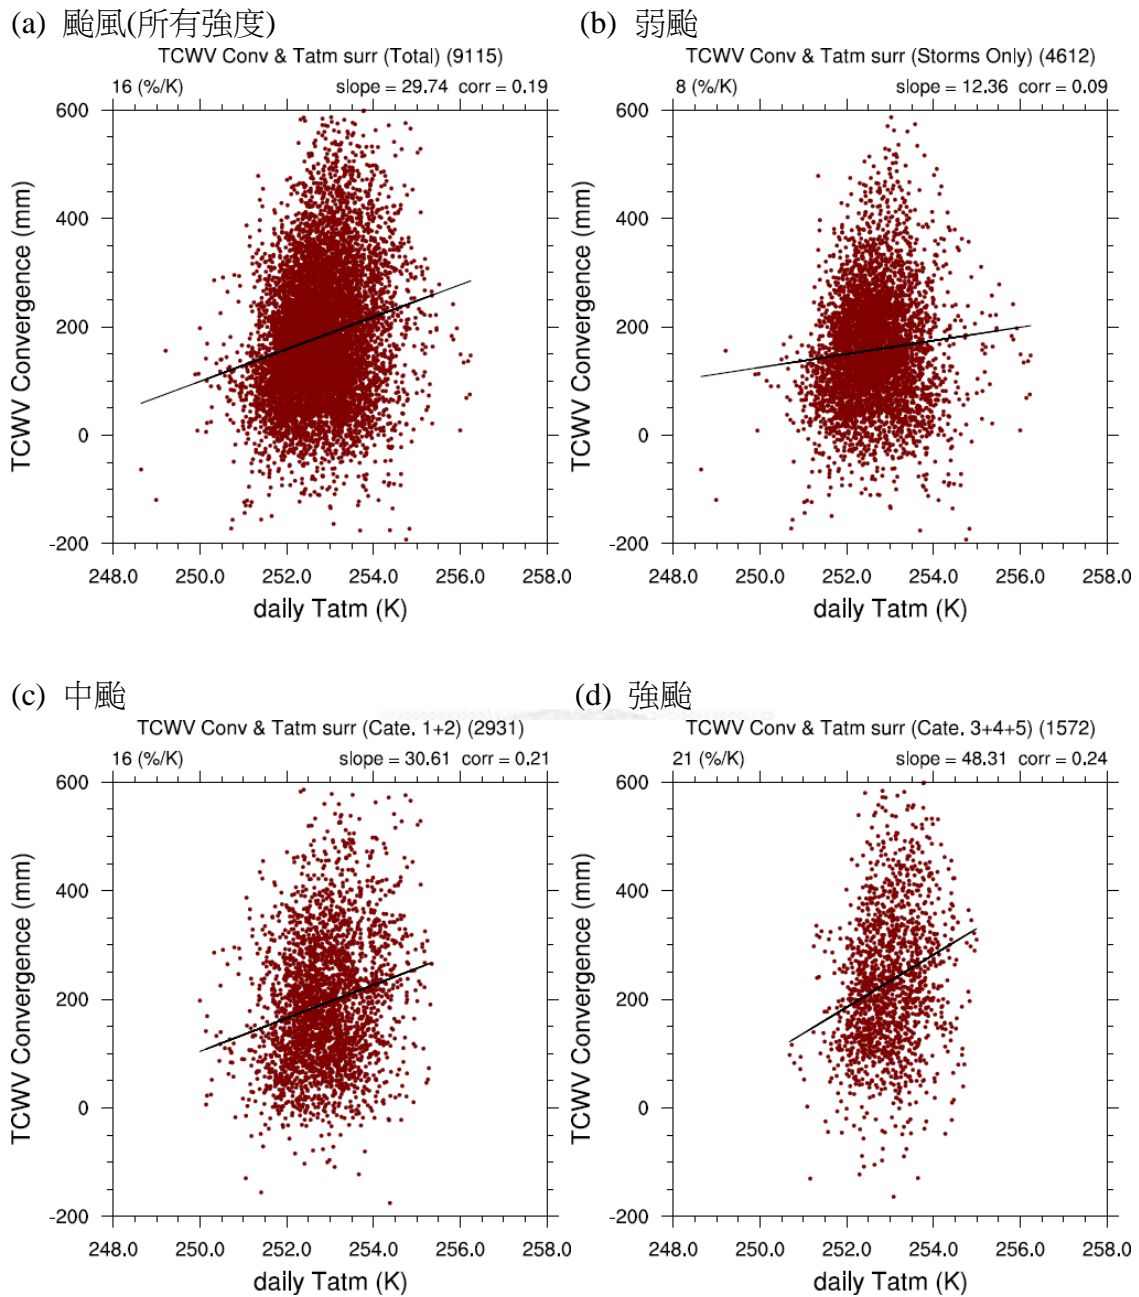 (a) 颱風(所有強度)
TCWV Conv & Tatm surr (Total) (9115)
16 (%/K) slope = 29.74 corr = 0.19
600
400
200
0
-200
TCWV Convergence (mm)
248.0 250.0 252.0 254.0 256.0 258.0
daily Tatm (K)
(b) 弱颱
TCWV Conv & Tatm surr (Storms Only) (4612)
8 (%/K) slope = 12.36 corr = 0.09
600
400
200
0
-200
TCWV Convergence (mm)
248.0 250.0 252.0 254.0 256.0 258.0
daily Tatm (K)
(c) 中颱
TCWV Conv & Tatm surr (Cate. 1+2) (2931)
16 (%/K) slope = 30.61 corr = 0.21
600
400
200
0
-200
TCWV Convergence (mm)
248.0 250.0 252.0 254.0 256.0 258.0
daily Tatm (K)
(d) 強颱
TCWV Conv & Tatm surr (Cate. 3+4+5) (1572)
21 (%/K) slope = 48.31 corr = 0.24
600
400
200
0
-200
TCWV Convergence (mm)
248.0 250.0 252.0 254.0 256.0 258.0
daily Tatm (K)